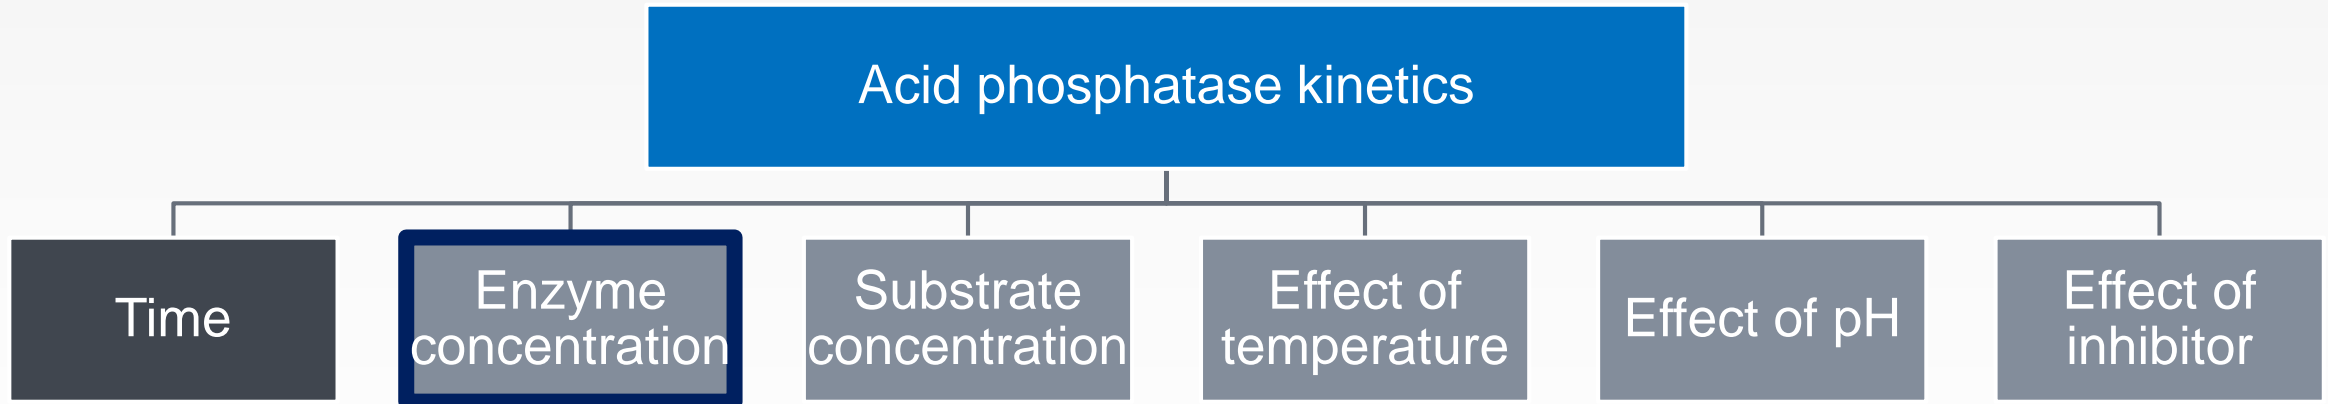 Acid phosphatase kinetics
Time
Enzyme
concentration
Substrate
concentration
Effect of
temperature
Effect of pH
Effect of
inhibitor